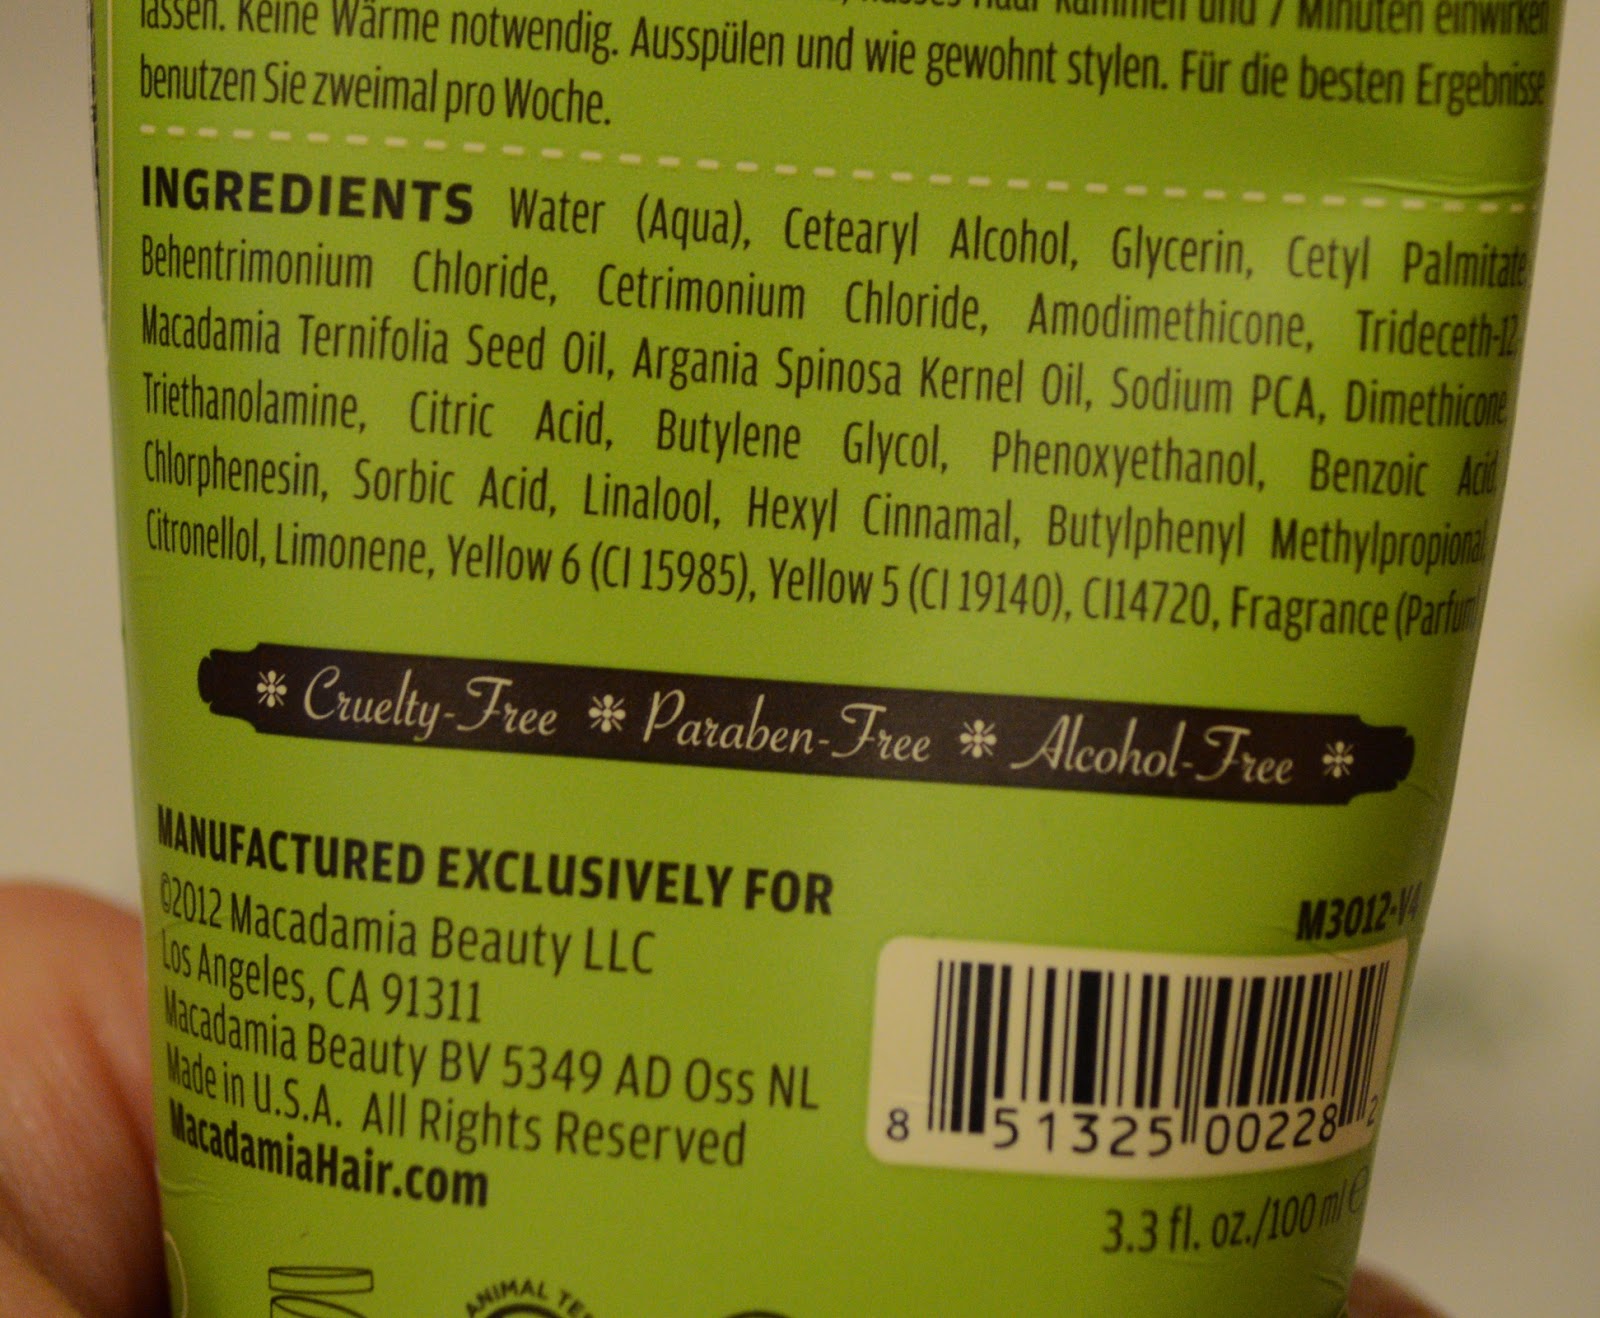 lassen. Keine Wärme notwendig. Ausspülen und wie gewohnt stylen. Für die besten Ergebnisse
benutzen Sie zweimal pro Woche.
INGREDIENTS Water (Aqua), Cetearyl Alcohol, Glycerin, Cetyl Palmitate,
Behentrimonium Chloride, Cetrimonium Chloride, Amodimethicone, Trideceth-12,
Macadamia Ternifolia Seed Oil, Argania Spinosa Kernel Oil, Sodium PCA, Dimethicone,
Triethanolamine, Citric Acid, Butylene Glycol, Phenoxyethanol, Benzoic Acid,
Chlorphenesin, Sorbic Acid, Linalool, Hexyl Cinnamal, Butylphenyl Methylpropional,
Citronellol, Limonene, Yellow 6 (CI 15985), Yellow 5 (CI 19140), CI14720, Fragrance (Parfum)
Cruelty-Free Paraben-Free Alcohol-Free
MANUFACTURED EXCLUSIVELY FOR
©2012 Macadamia Beauty LLC
Los Angeles, CA 91311
Macadamia Beauty BV 5349 AD Oss NL
Made in U.S.A. All Rights Reserved
MacadamiaHair.com
M3012-V4
8 51325 00228 2
3.3 fl. oz./100 ml e
ANIMAL